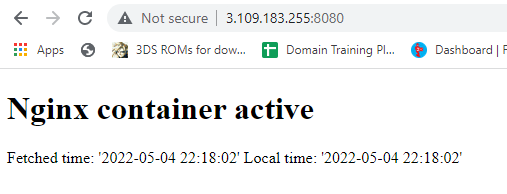 Not secure | 3.109.183.255:8080
Apps 3DS ROMs for dow... Domain Training Pl... Dashboard | F
Nginx container active
Fetched time: '2022-05-04 22:18:02' Local time: '2022-05-04 22:18:02'